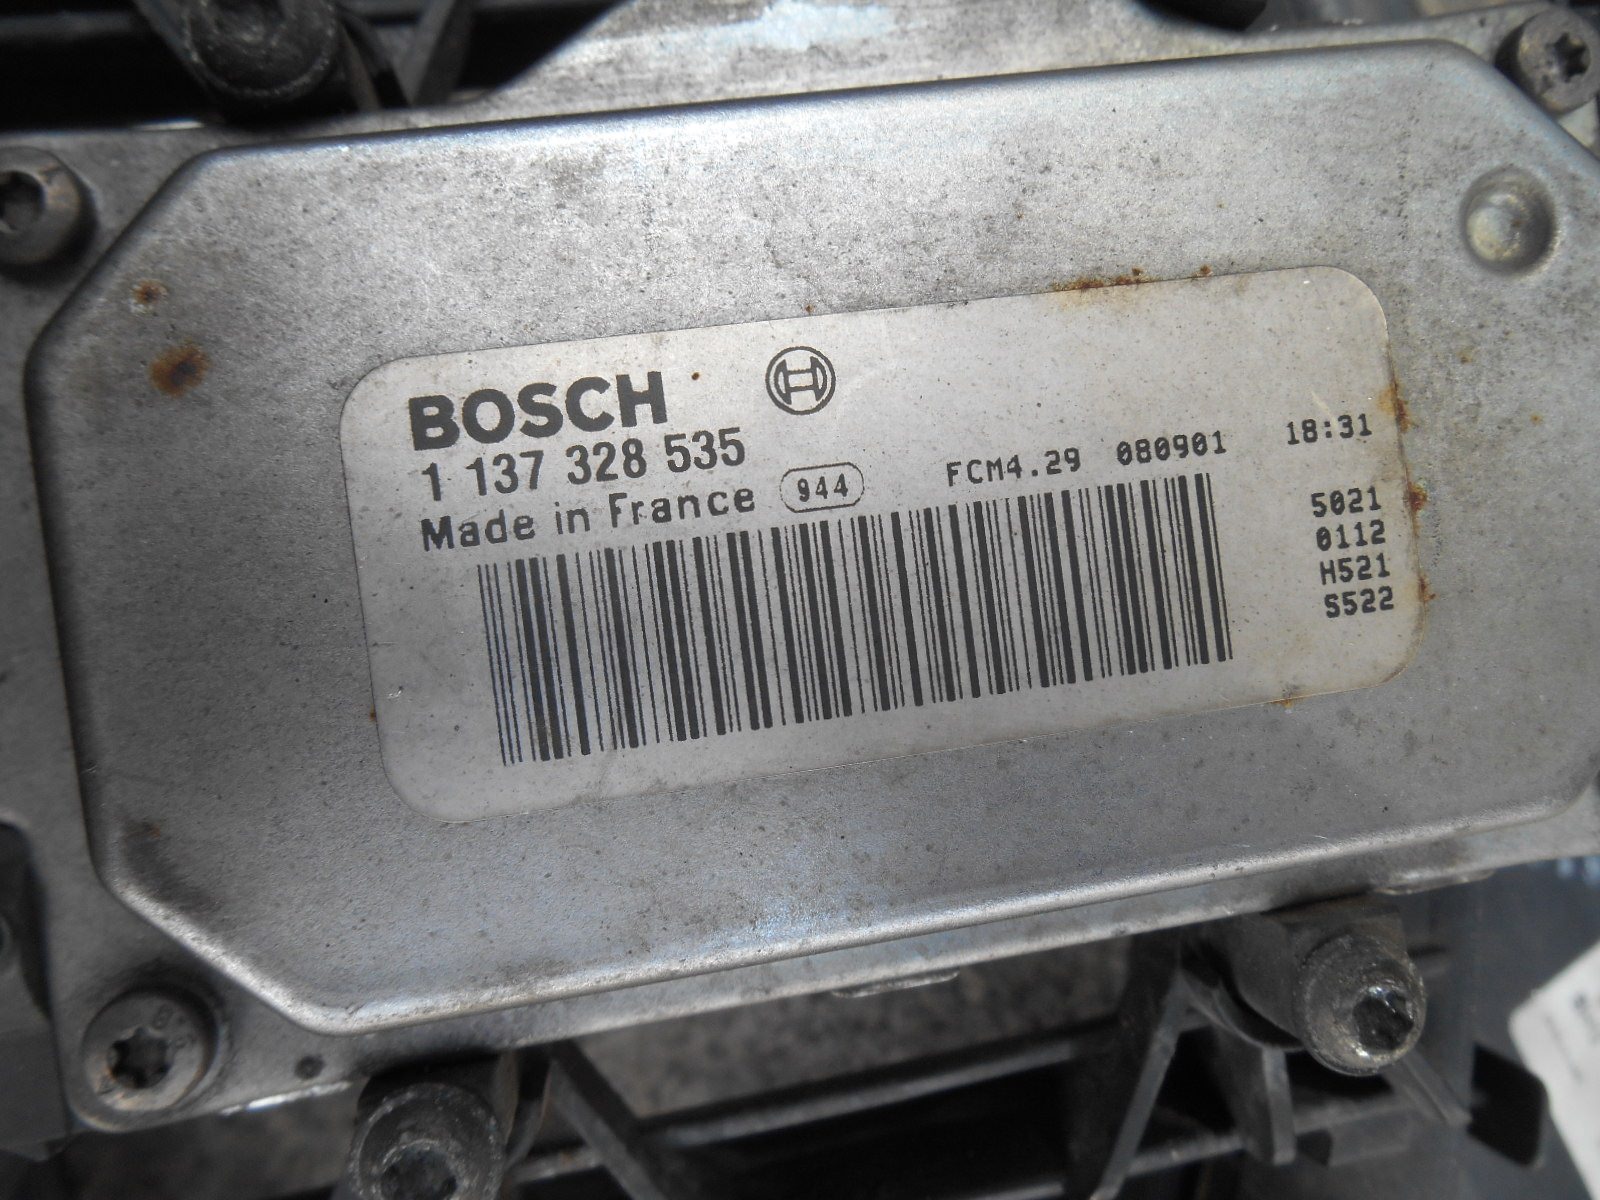 BOSCH
1 137 328 535
Made in France 944 FCM4.29 080901 18:31
5021
0112
H521
S522